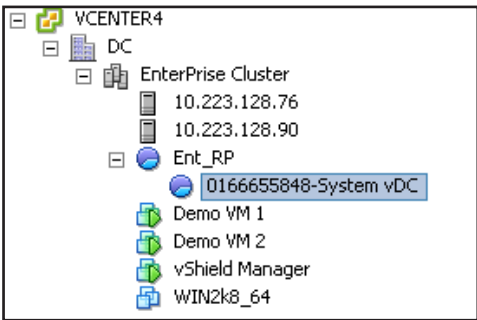 VCENTER4
DC
EnterPrise Cluster
10.223.128.76
10.223.128.90
Ent_RP
0166655848-System vDC
Demo VM 1
Demo VM 2
vShield Manager
WIN2k8_64